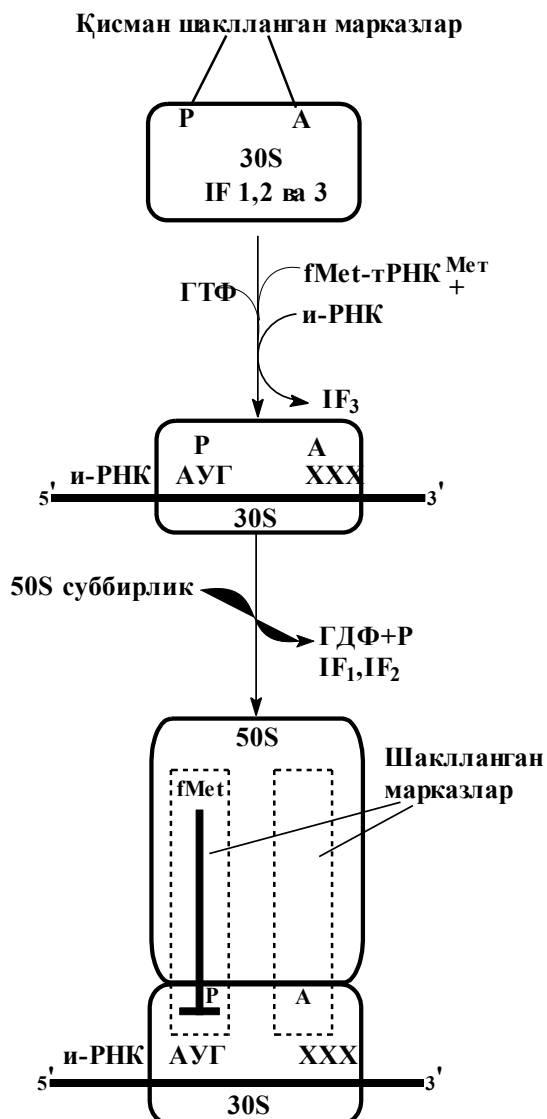 Қисман шаклланган марказлар
Р А
30S
IF 1,2 ва 3
ГТФ
fMet-тРНК Мет
+
и-РНК
IF3
Р А
и-РНК АУГ ХХХ
5' 3'
30S
50S суббирлик
ГДФ+Р
IF1,IF2
50S
Шаклланган
марказлар
fMet
Р А
и-РНК АУГ ХХХ
5' 3'
30S